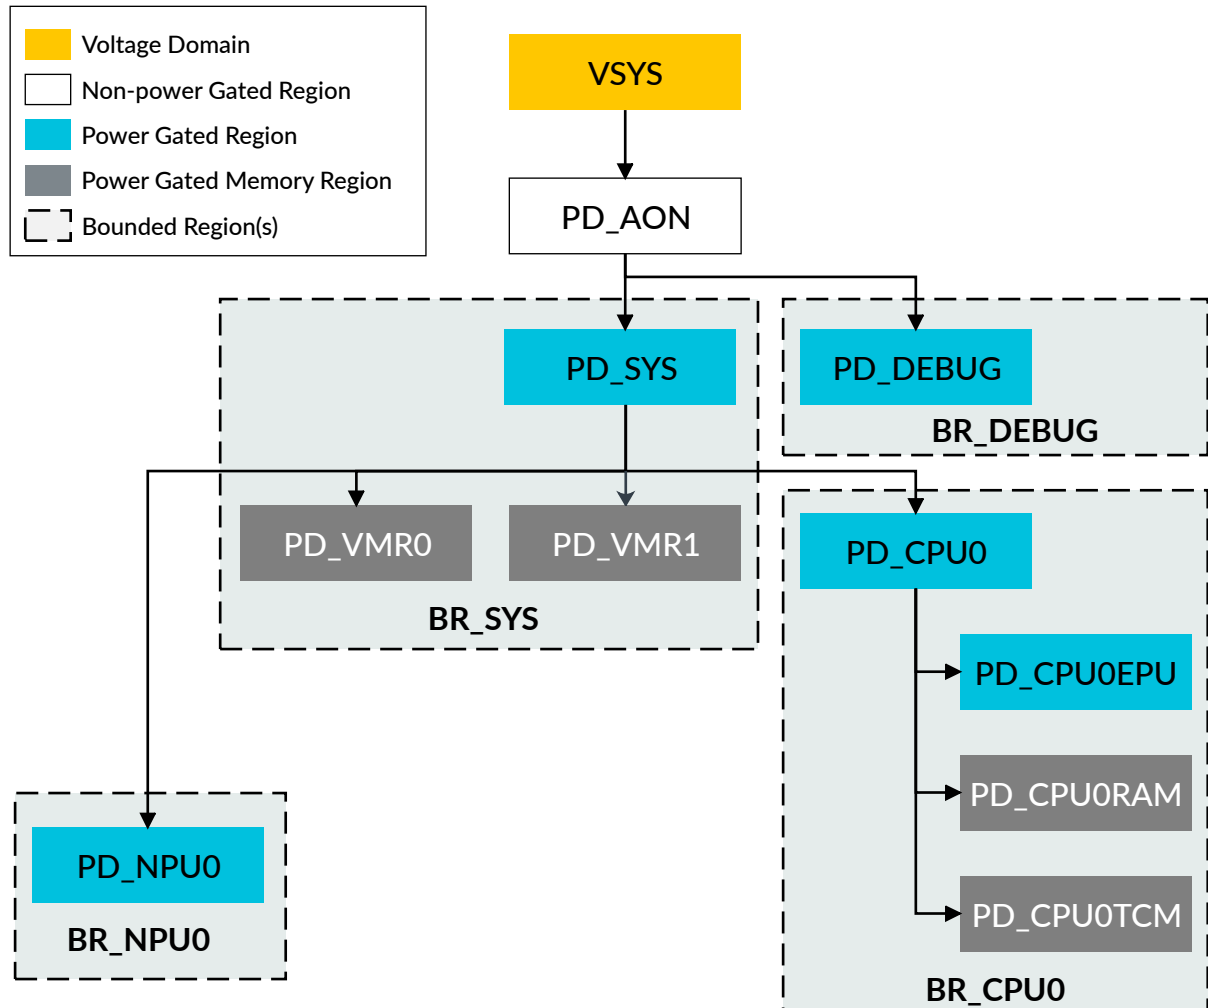 Voltage Domain
Non-power Gated Region
Power Gated Region
Power Gated Memory Region
Bounded Region(s)
VSYS
PD_AON
PD_SYS
PD_DEBUG
BR_DEBUG
PD_VMR0
PD_VMR1
BR_SYS
PD_CPU0
PD_CPU0EPU
PD_CPU0RAM
PD_CPU0TCM
BR_CPU0
PD_NPU0
BR_NPU0